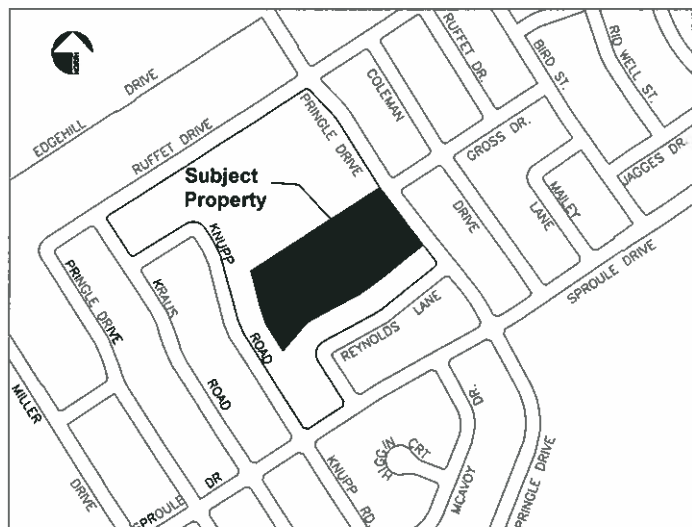 NORTH
EDGEHILL DRIVE
RUFFET DRIVE
PRINGLE DRIVE
COLEMAN
DRIVE
RUFFET DR.
BIRD ST.
RIDWELL ST.
GROSS DR.
MAILEY
LANE
JAGGES DR.
SPROULE DRIVE
Subject
Property
KNUPP
ROAD
PRINGLE DRIVE
KRAUS
ROAD
REYNOLDS LANE
MILLER
DRIVE
SPROULE DR
KNUPP RD.
CRT
MCAVOY
DR.
PRINGLE DRIVE